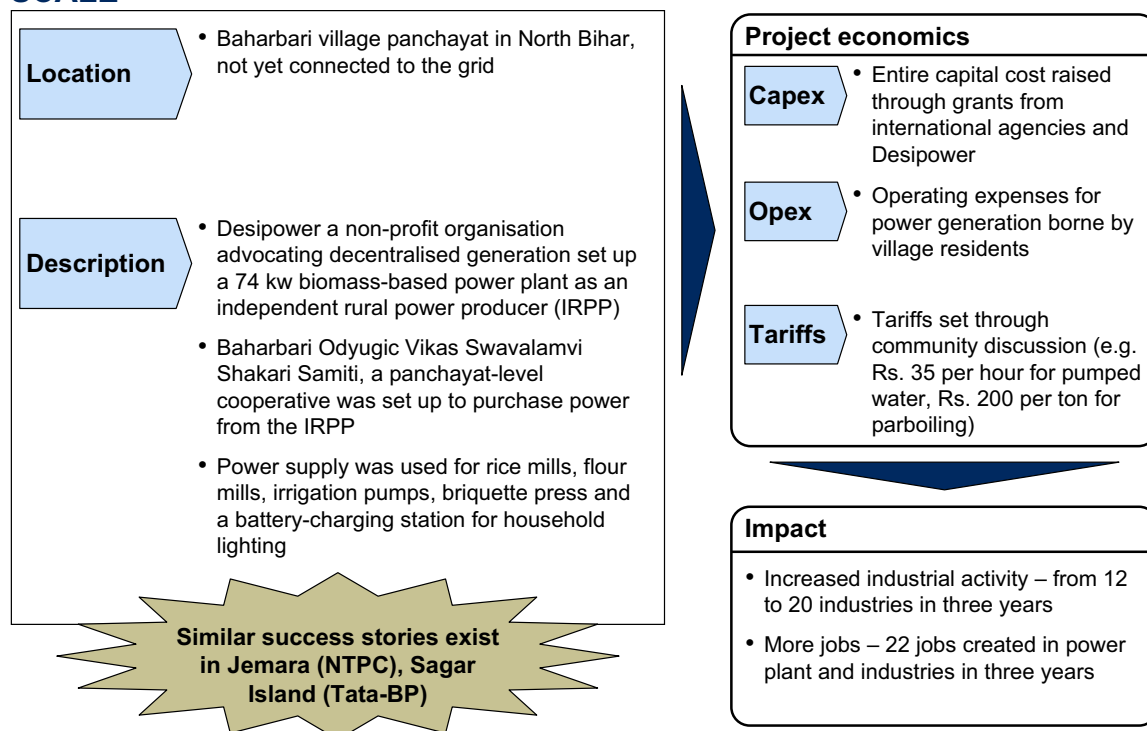 Location
• Baharbari village panchayat in North Bihar,
not yet connected to the grid
Description
• Desipower a non-profit organisation
advocating decentralised generation set up
a 74 kw biomass-based power plant as an
independent rural power producer (IRPP)
• Baharbari Odyugic Vikas Swavalamvi
Shakari Samiti, a panchayat-level
cooperative was set up to purchase power
from the IRPP
• Power supply was used for rice mills, flour
mills, irrigation pumps, briquette press and
a battery-charging station for household
lighting
Similar success stories exist
in Jemara (NTPC), Sagar
Island (Tata-BP)
Project economics
Capex
• Entire capital cost raised
through grants from
international agencies and
Desipower
Opex
• Operating expenses for
power generation borne by
village residents
Tariffs
• Tariffs set through
community discussion (e.g.
Rs. 35 per hour for pumped
water, Rs. 200 per ton for
parboiling)
Impact
• Increased industrial activity – from 12
to 20 industries in three years
• More jobs – 22 jobs created in power
plant and industries in three years